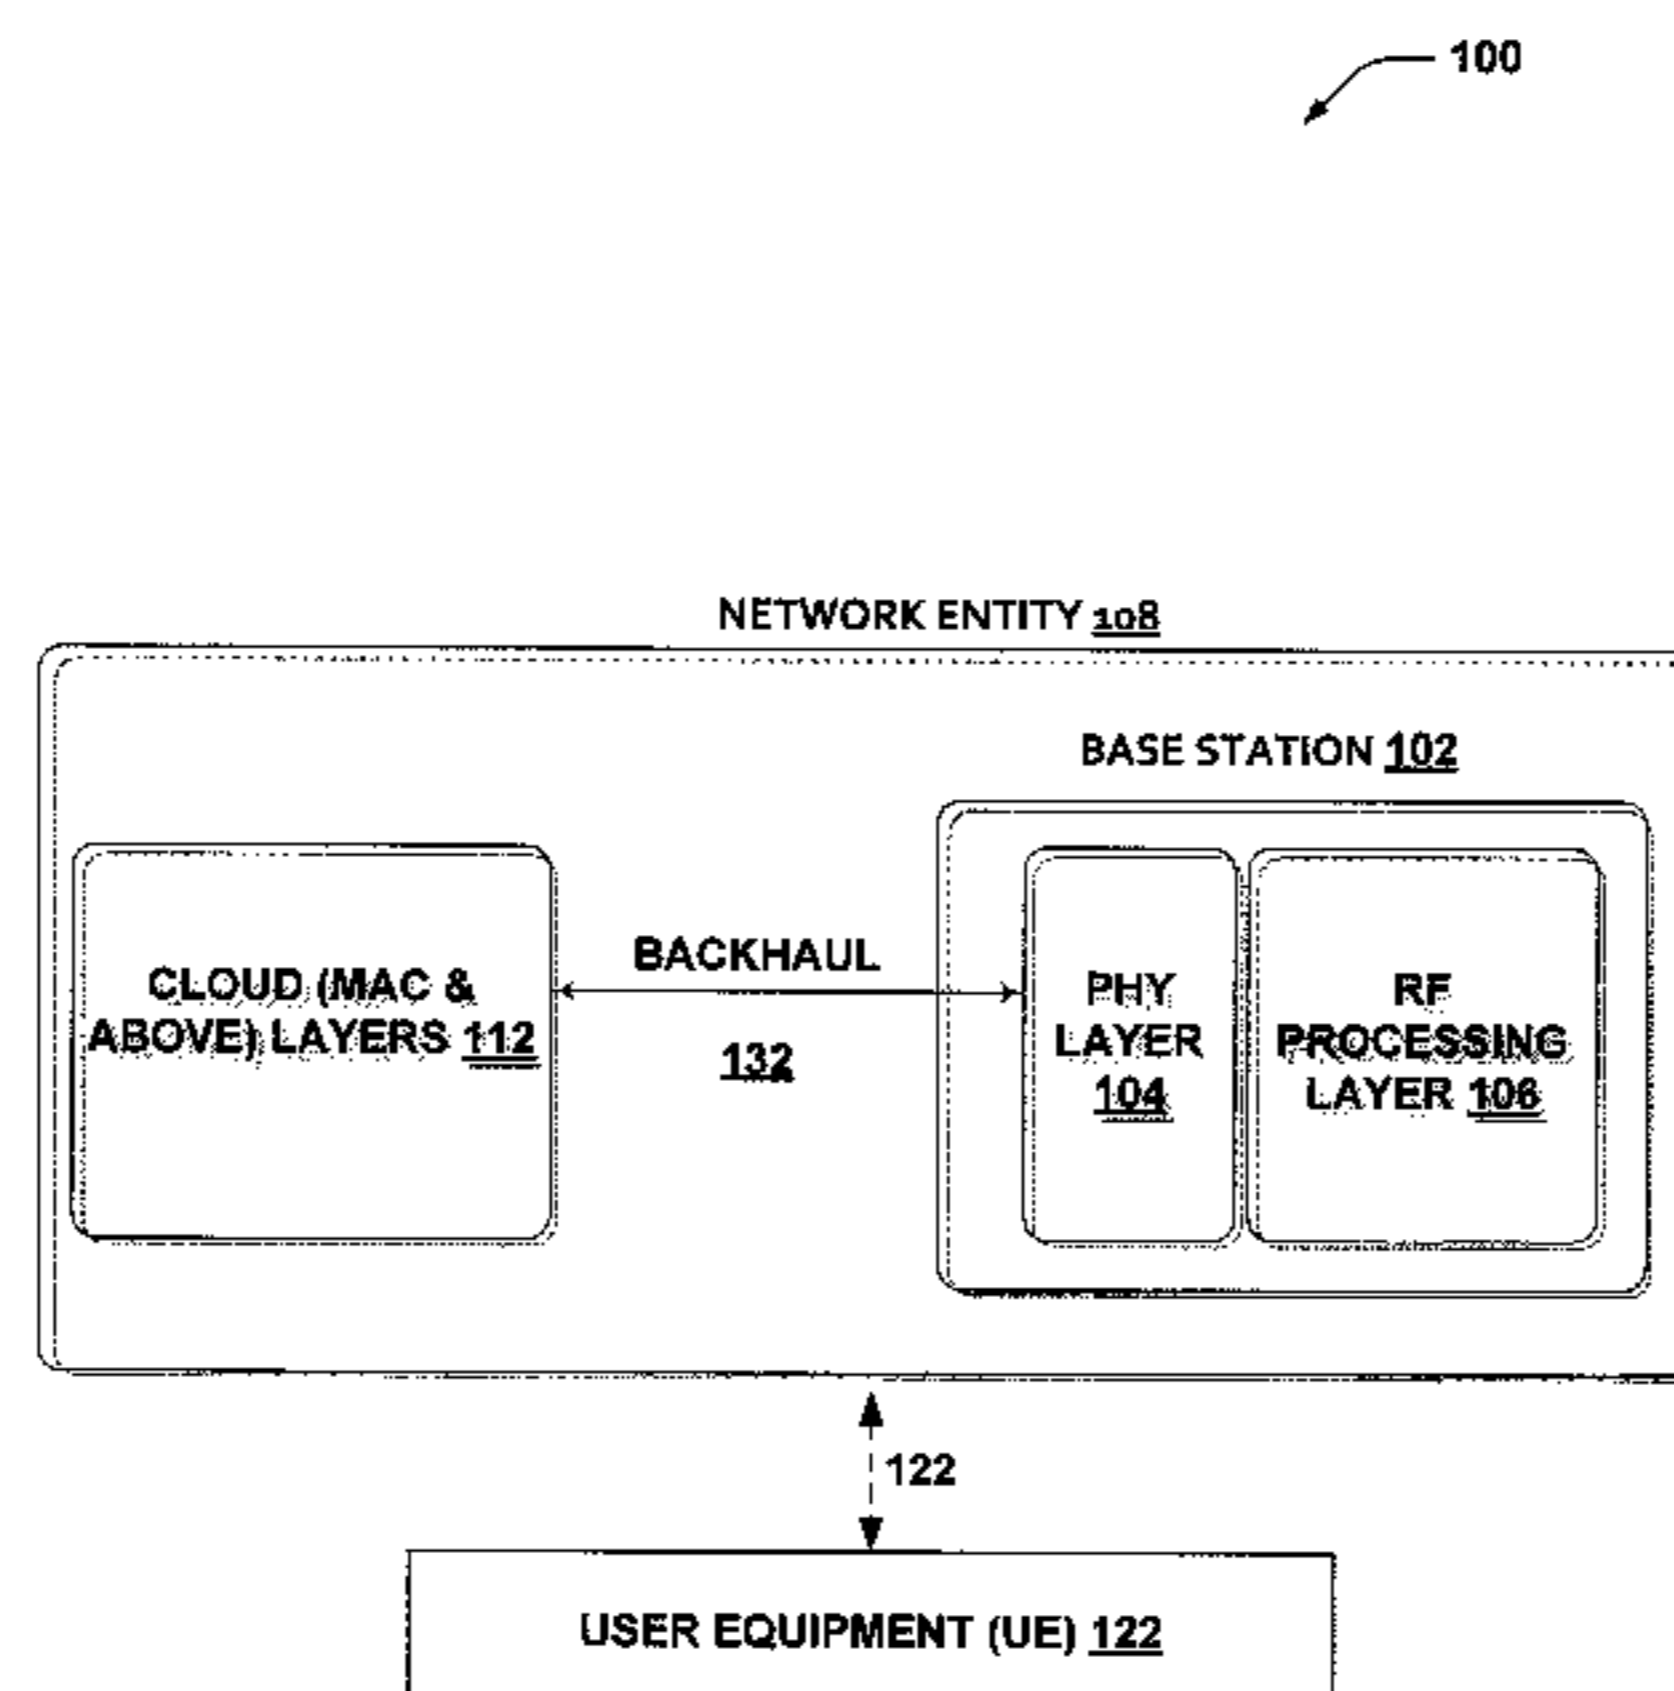 100
NETWORK ENTITY 108
BASE STATION 102
CLOUD (MAC &
ABOVE) LAYERS 112
BACKHAUL
132
PHY
LAYER
104
RF
PROCESSING
LAYER 106
122
USER EQUIPMENT (UE) 122